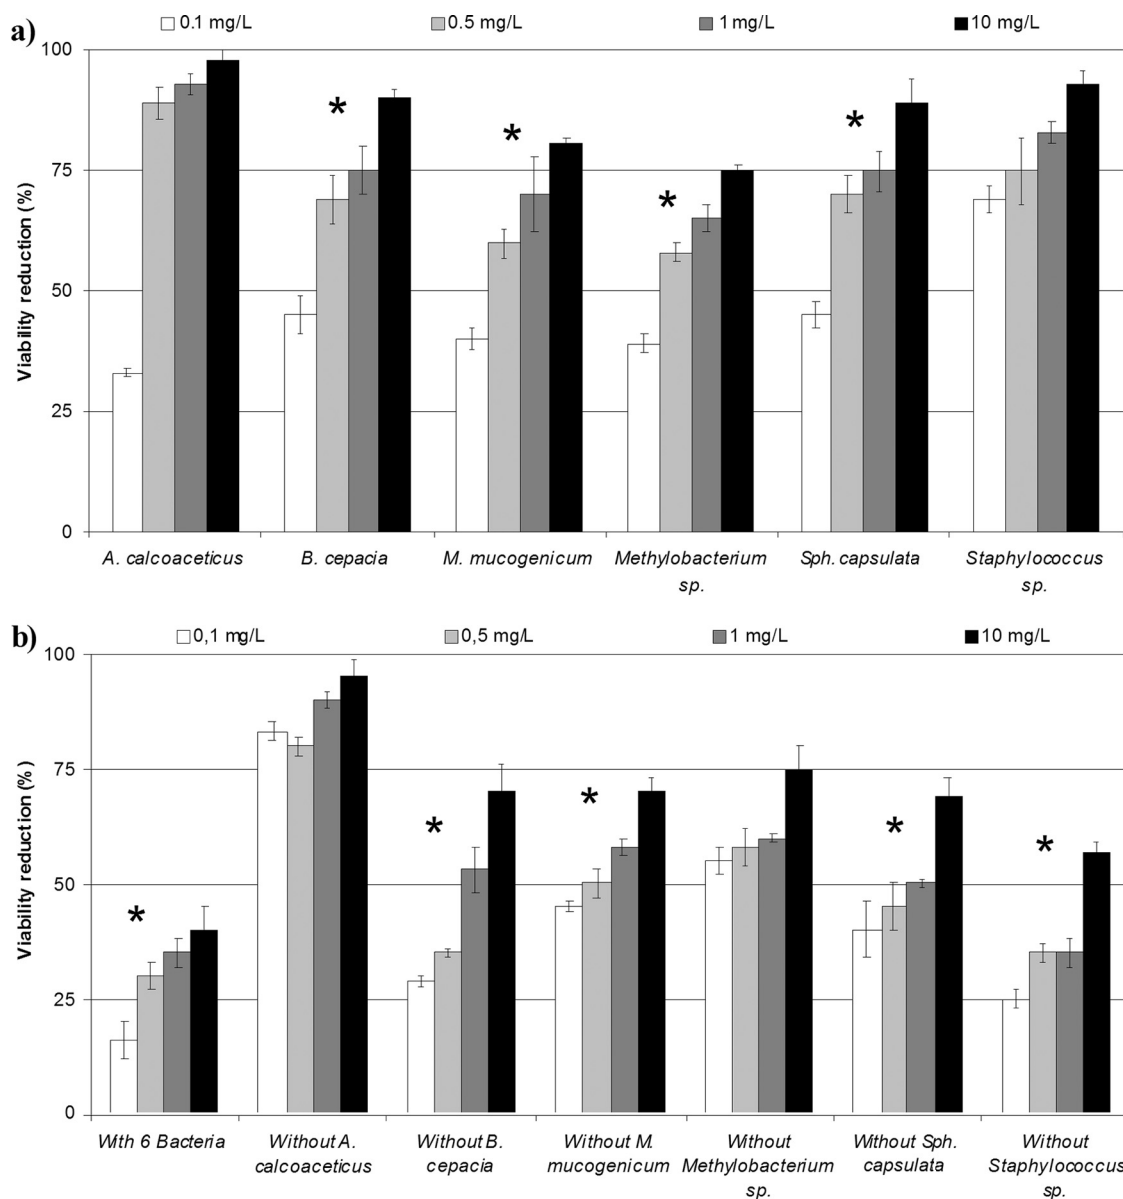 a)
0.1 mg/L 0.5 mg/L 1 mg/L 10 mg/L
100
75
50
25
0
Viability reduction (%)
*
*
*
*
A. calcoaceticus B. cepacia M. mucogenicum Methylobacterium Sph. capsulata Staphylococcus
sp. sp.
b)
0,1 mg/L 0,5 mg/L 1 mg/L 10 mg/L
100
75
50
25
0
Viability reduction (%)
*
*
*
*
*
With 6 Bacteria Without A. Without B. Without M. Without Without Sph. Without
calcoaceticus cepacia mucogenicum Methylobacterium capsulata Staphylococcus
sp. sp.